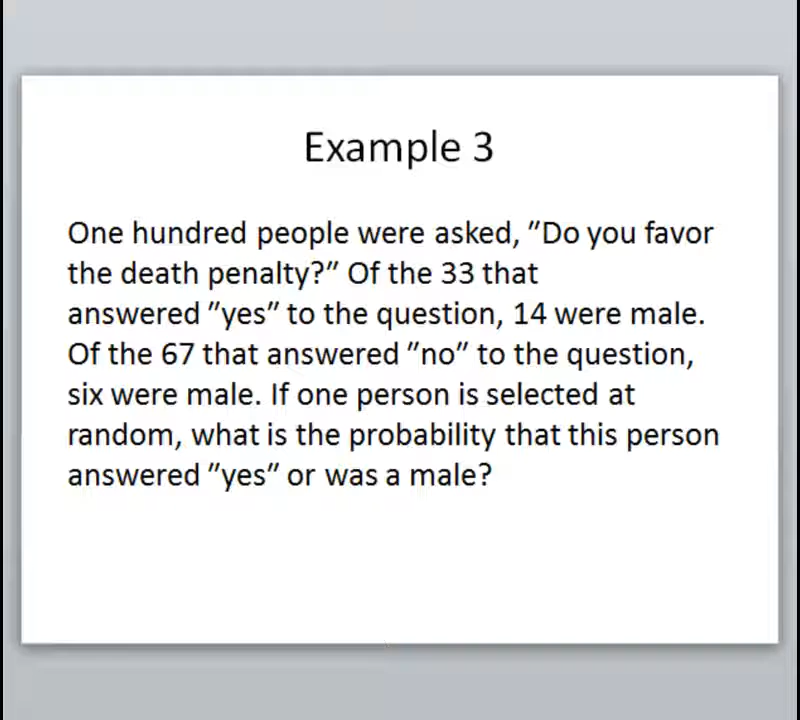 Example 3
One hundred people were asked, "Do you favor
the death penalty?" Of the 33 that
answered "yes" to the question, 14 were male.
Of the 67 that answered "no" to the question,
six were male. If one person is selected at
random, what is the probability that this person
answered "yes" or was a male?